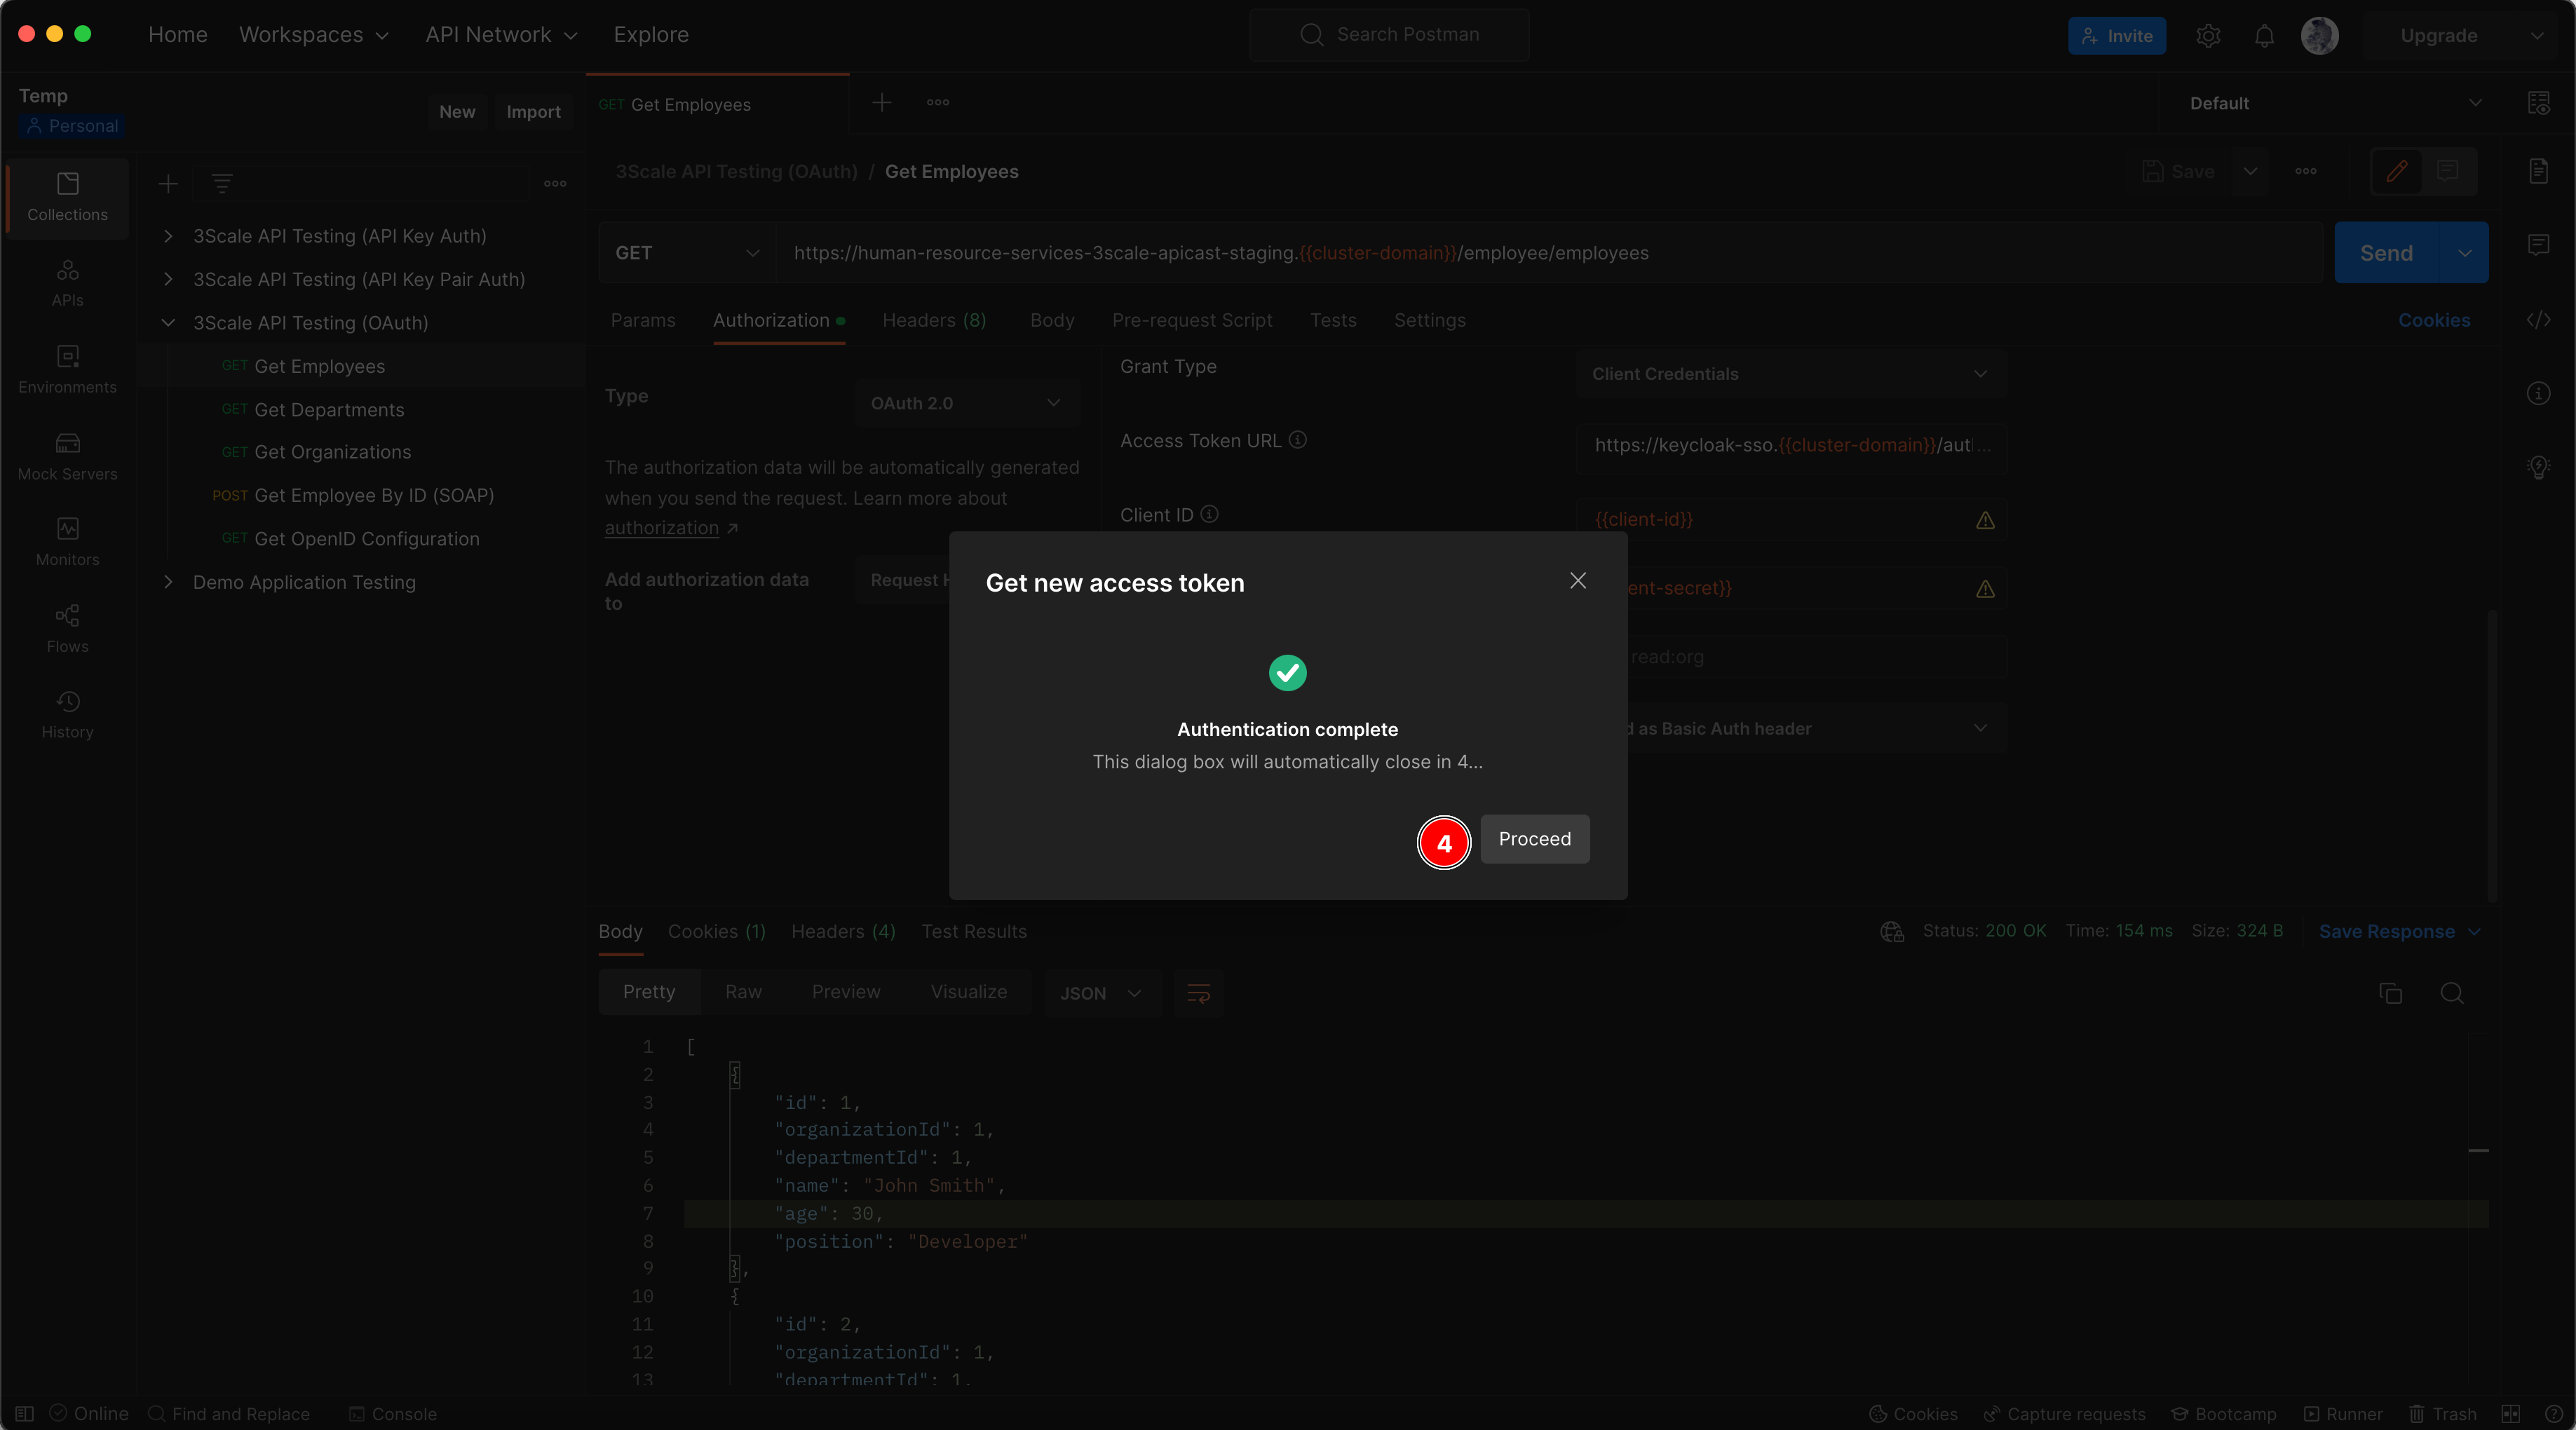 Home Workspaces API Network Explore
Search Postman
Invite
Upgrade
Temp
Personal
New Import
GET Get Employees
Default
Collections
APIs
Environments
Mock Servers
Monitors
Flows
History
3Scale API Testing (API Key Auth)
3Scale API Testing (API Key Pair Auth)
3Scale API Testing (OAuth)
GET Get Employees
GET Get Departments
GET Get Organizations
POST Get Employee By ID (SOAP)
GET Get OpenID Configuration
Demo Application Testing
3Scale API Testing (OAuth) / Get Employees
Save
GET https://human-resource-services-3scale-apicast-staging.{{cluster-domain}}/employee/employees
Send
Params Authorization Headers (8) Body Pre-request Script Tests Settings
Cookies
Type OAuth 2.0
The authorization data will be automatically generated
when you send the request. Learn more about
authorization ↗
Add authorization data
to
Request H
Grant Type Client Credentials
Access Token URL https://keycloak-sso.{{cluster-domain}}/aut...
Client ID {{client-id}}
ent-secret}}
read:org
d as Basic Auth header
Get new access token
Authentication complete
This dialog box will automatically close in 4...
4 Proceed
Body Cookies (1) Headers (4) Test Results
Status: 200 OK Time: 154 ms Size: 324 B Save Response
Pretty Raw Preview Visualize JSON
1 [
2 {
3 "id": 1,
4 "organizationId": 1,
5 "departmentId": 1,
6 "name": "John Smith",
7 "age": 30,
8 "position": "Developer"
9 },
10 {
11 "id": 2,
12 "organizationId": 1,
13 "departmentId": 1,
Online Find and Replace Console
Cookies Capture requests Bootcamp Runner Trash